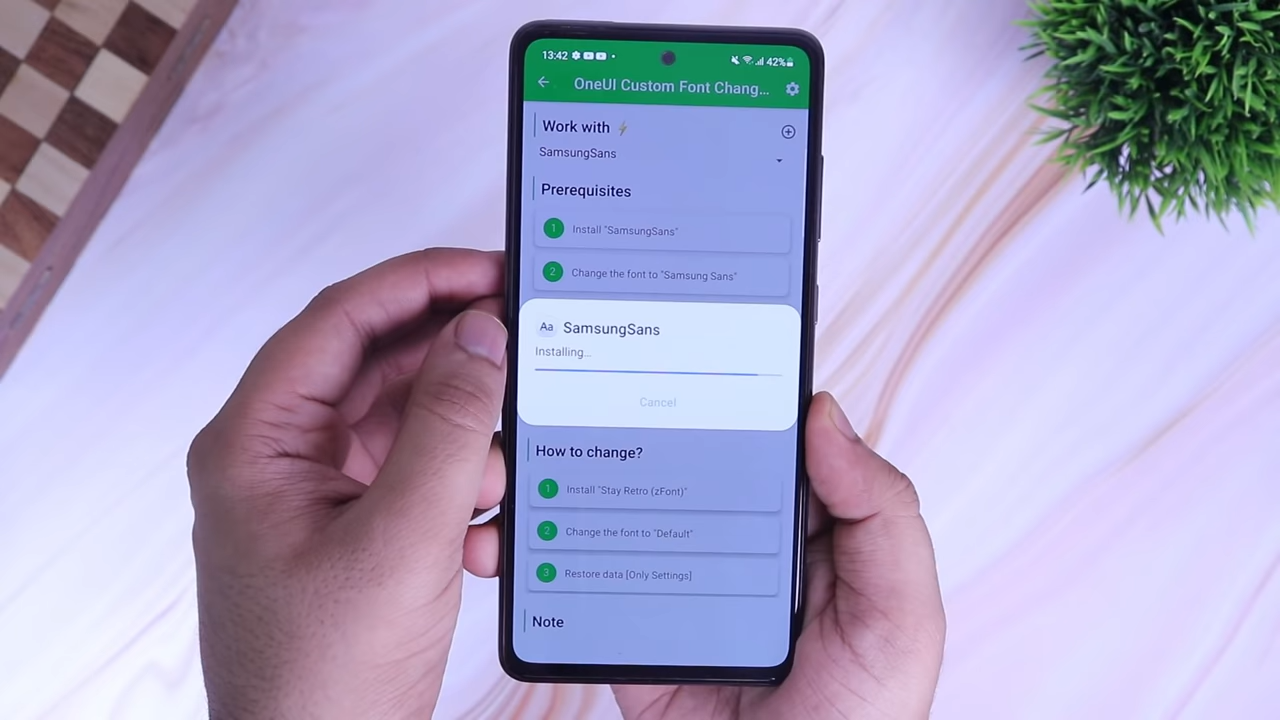 13:42 42%
OneUI Custom Font Chang...
Work with ⚡
SamsungSans
Prerequisites
1 Install "SamsungSans"
2 Change the font to "Samsung Sans"
Aa SamsungSans
Installing...
Cancel
How to change?
1 Install "Stay Retro (zFont)"
2 Change the font to "Default"
3 Restore data [Only Settings]
Note